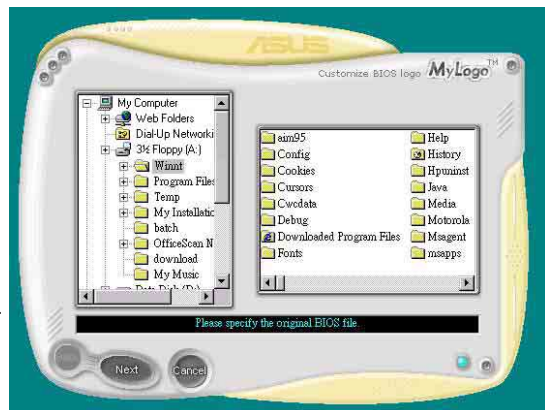 ASUS
Customize BIOS logo MyLogo™
My Computer
Web Folders
Dial-Up Networki
3½ Floppy (A:)
Winnt
Program Files
Temp
My Installatic
batch
OfficeScan N
download
My Music
aim95
Config
Cookies
Cursors
Cwcdata
Debug
Downloaded Program Files
Fonts
Help
History
Hpuninst
Java
Media
Motorola
Msagent
msapps
Please specify the original BIOS file.
Next
Cancel